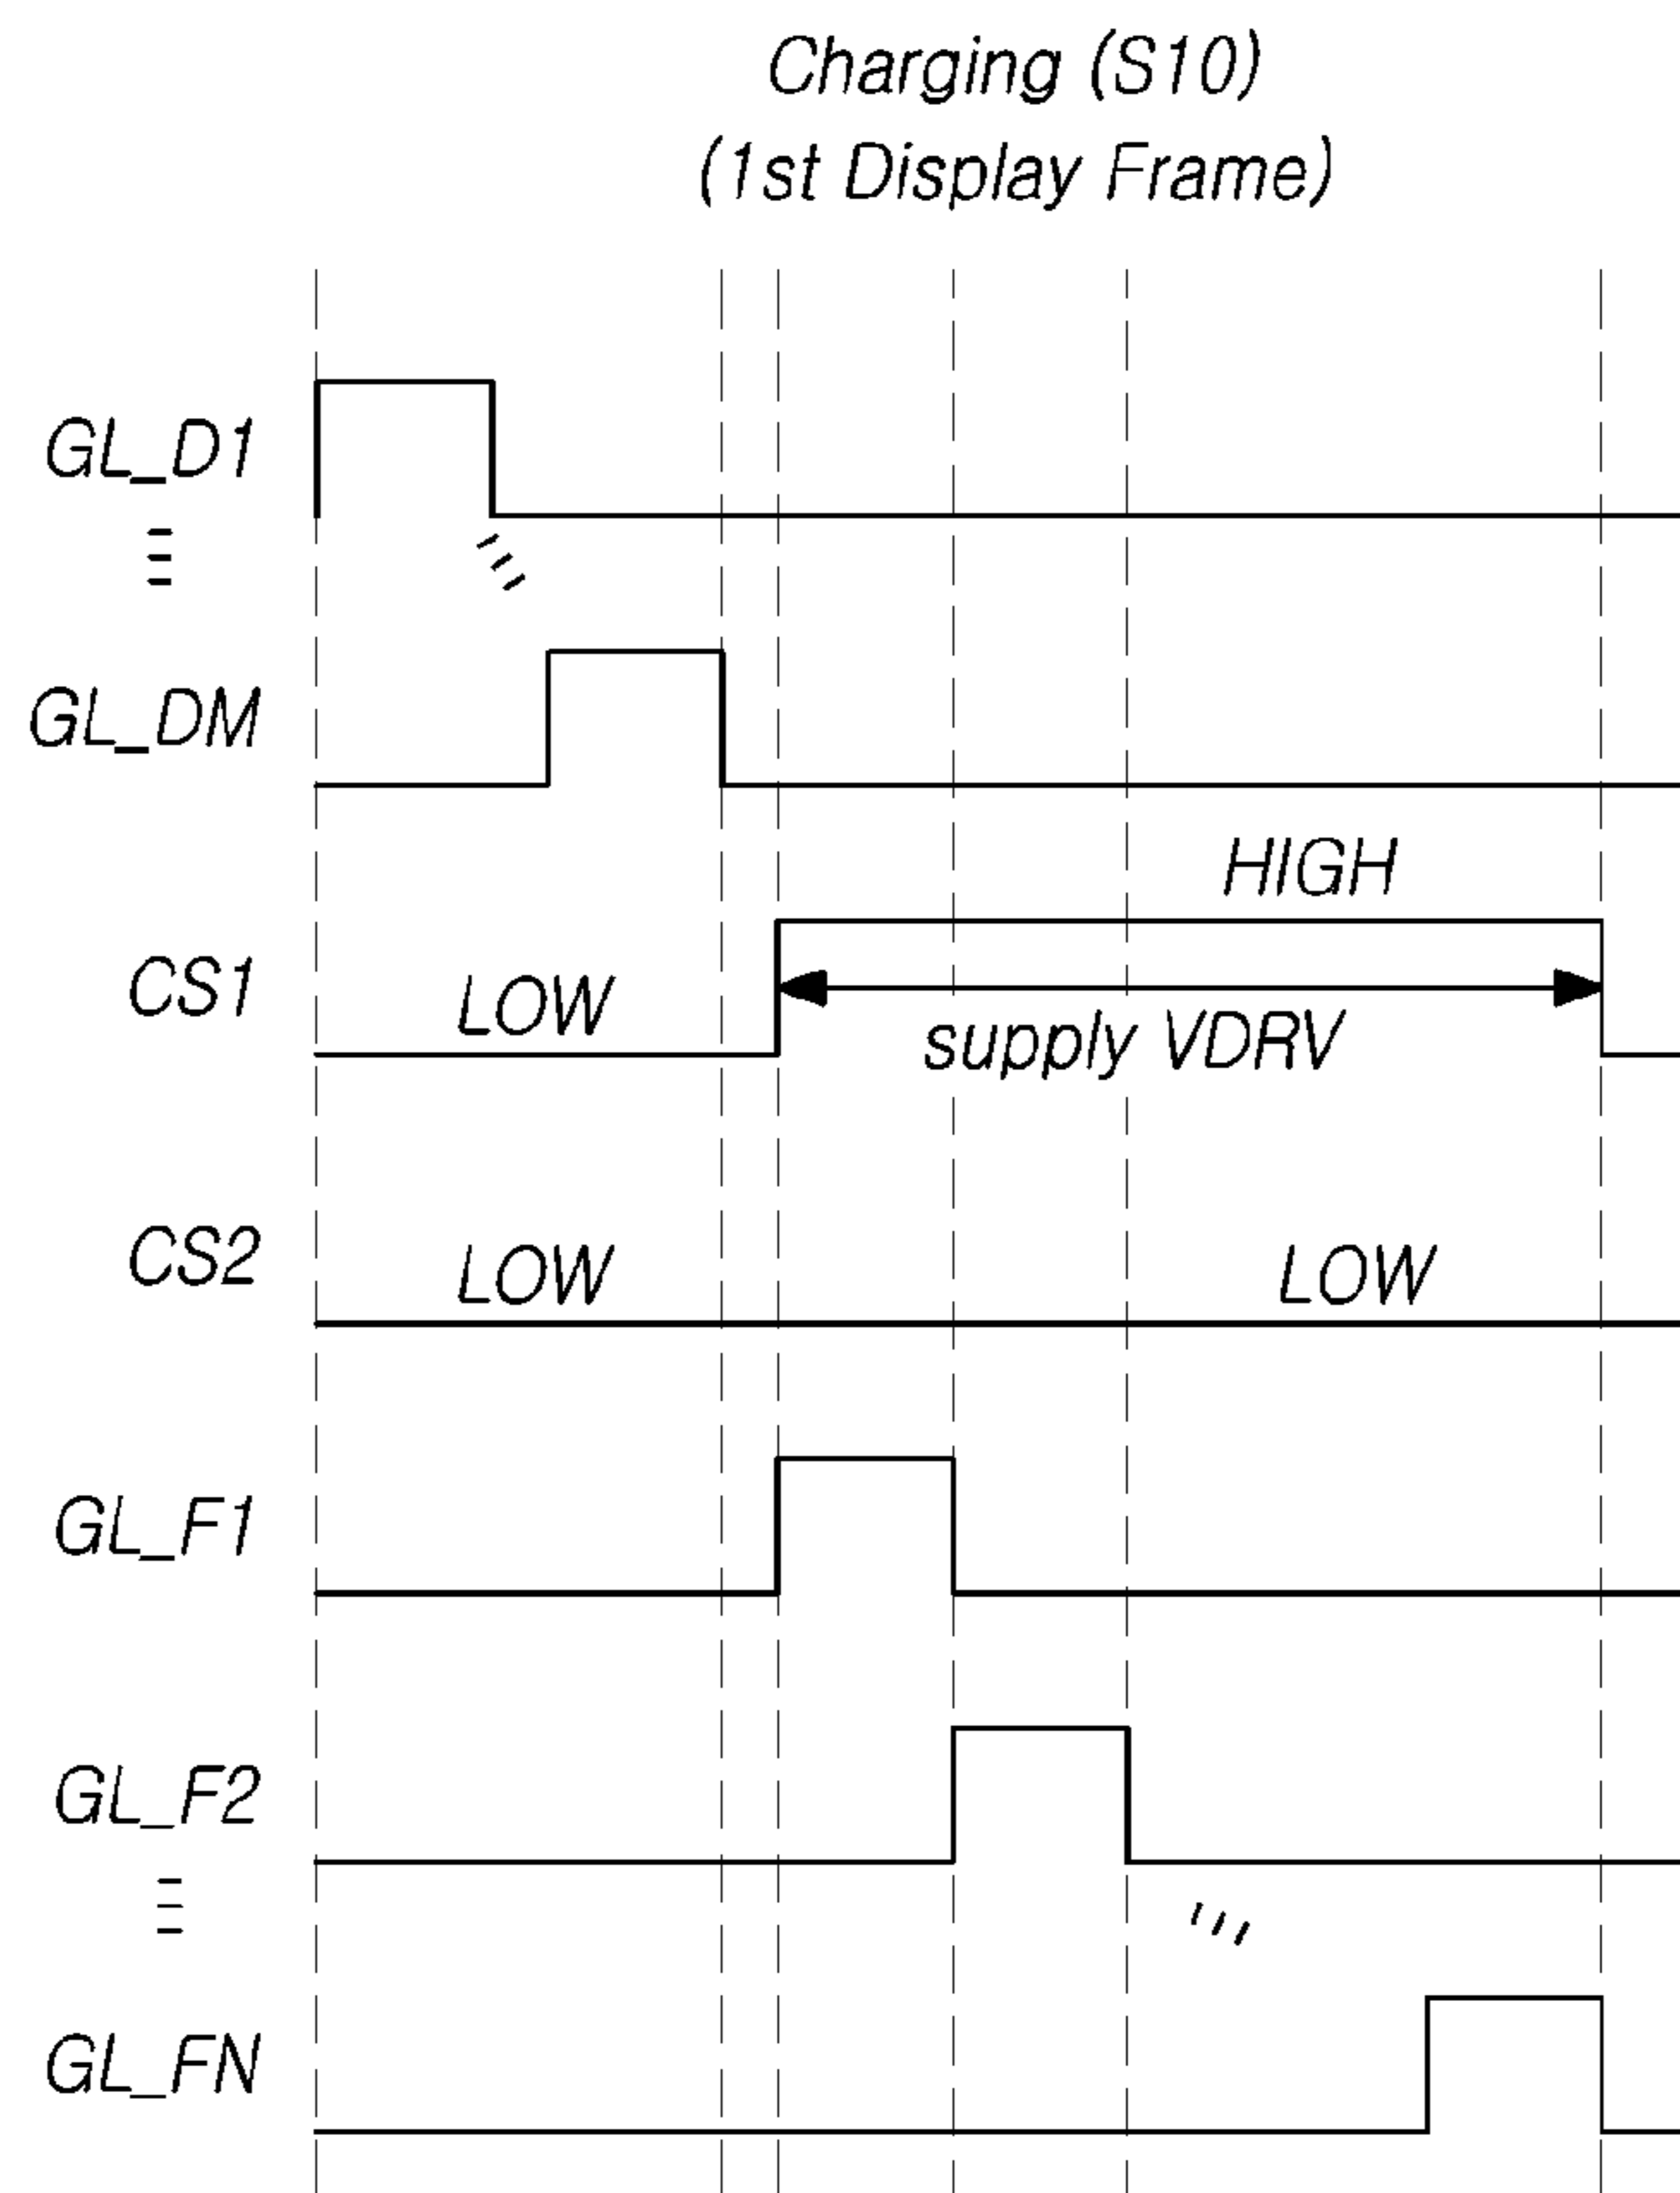 Charging (S10)
(1st Display Frame)
GL_D1
GL_DM
HIGH
CS1
LOW
supply VDRV
CS2
LOW
LOW
GL_F1
GL_F2
GL_FN